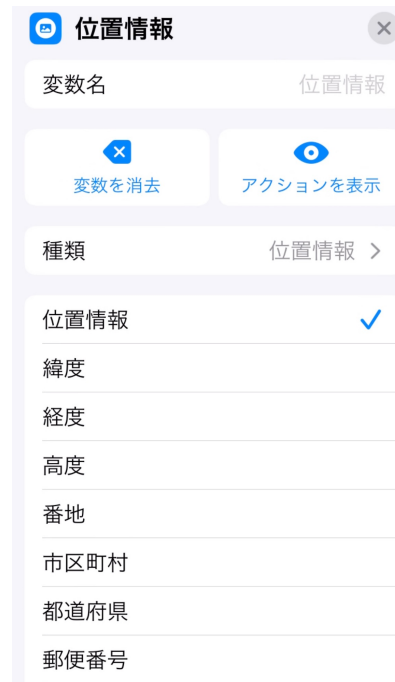 位置情報
変数名 位置情報
変数を消去 アクションを表示
種類 位置情報
位置情報
緯度
経度
高度
番地
市区町村
都道府県
郵便番号